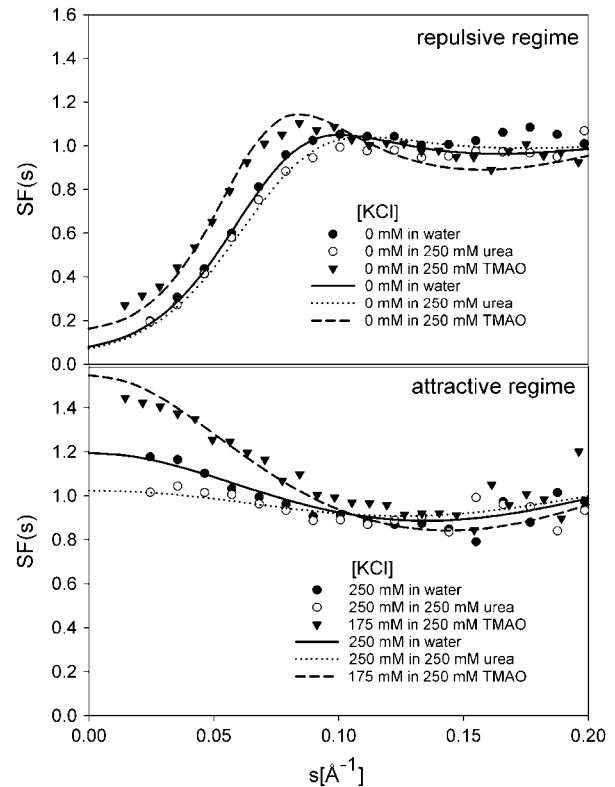 repulsive regime
1.6
1.4
1.2
1.0
0.8
0.6
0.4
0.2
0.0
SF(s)
[KCl]
0 mM in water
0 mM in 250 mM urea
0 mM in 250 mM TMAO
0 mM in water
0 mM in 250 mM urea
0 mM in 250 mM TMAO
attractive regime
1.4
1.2
1.0
0.8
0.6
0.4
0.2
0.0
SF(s)
[KCl]
250 mM in water
250 mM in 250 mM urea
175 mM in 250 mM TMAO
250 mM in water
250 mM in 250 mM urea
175 mM in 250 mM TMAO
0.00 0.05 0.10 0.15 0.20
s[Å⁻¹]